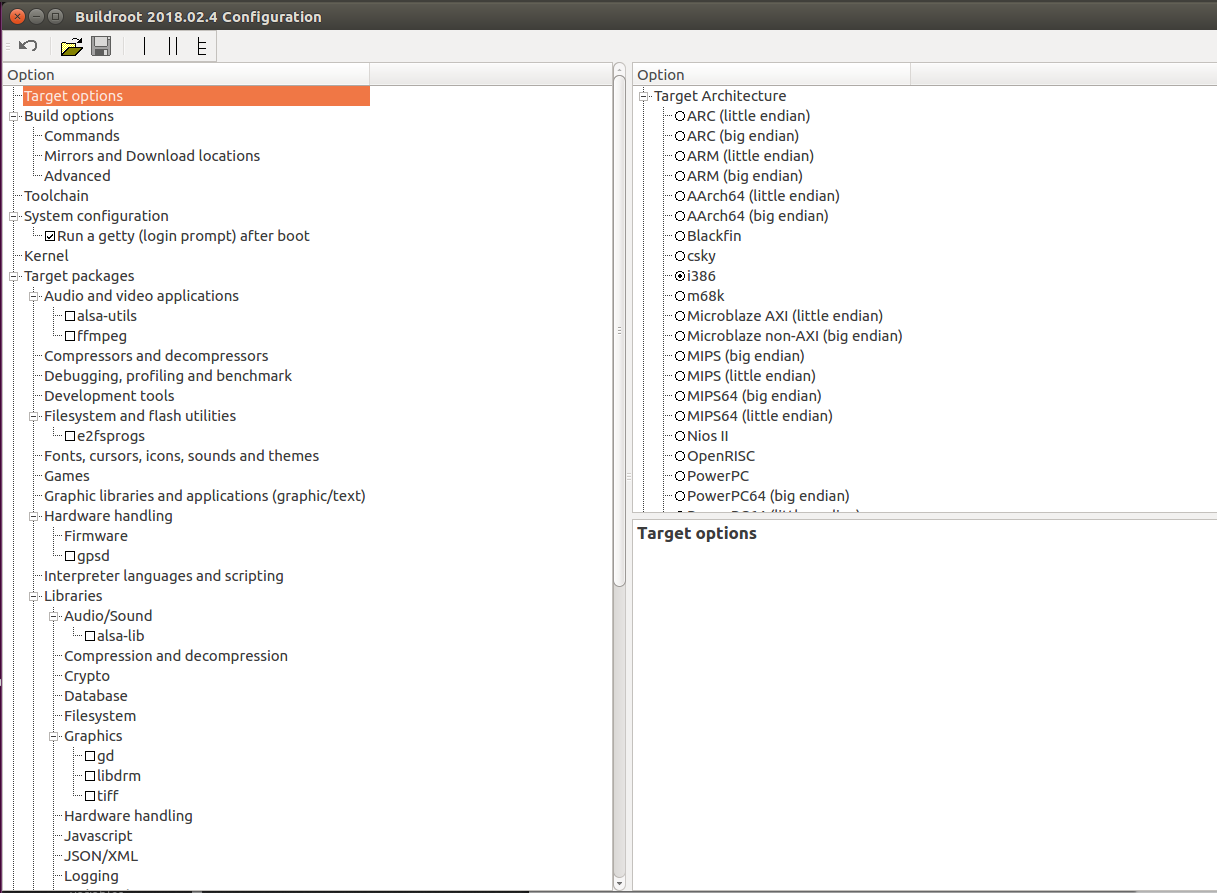 Buildroot 2018.02.4 Configuration
Option
Target options
Build options
Commands
Mirrors and Download locations
Advanced
Toolchain
System configuration
Run a getty (login prompt) after boot
Kernel
Target packages
Audio and video applications
alsa-utils
ffmpeg
Compressors and decompressors
Debugging, profiling and benchmark
Development tools
Filesystem and flash utilities
e2fsprogs
Fonts, cursors, icons, sounds and themes
Games
Graphic libraries and applications (graphic/text)
Hardware handling
Firmware
gpsd
Interpreter languages and scripting
Libraries
Audio/Sound
alsa-lib
Compression and decompression
Crypto
Database
Filesystem
Graphics
gd
libdrm
tiff
Hardware handling
Javascript
JSON/XML
Logging
Option
Target Architecture
ARC (little endian)
ARC (big endian)
ARM (little endian)
ARM (big endian)
AArch64 (little endian)
AArch64 (big endian)
Blackfin
csky
i386
m68k
Microblaze AXI (little endian)
Microblaze non-AXI (big endian)
MIPS (big endian)
MIPS (little endian)
MIPS64 (big endian)
MIPS64 (little endian)
Nios II
OpenRISC
PowerPC
PowerPC64 (big endian)
Target options